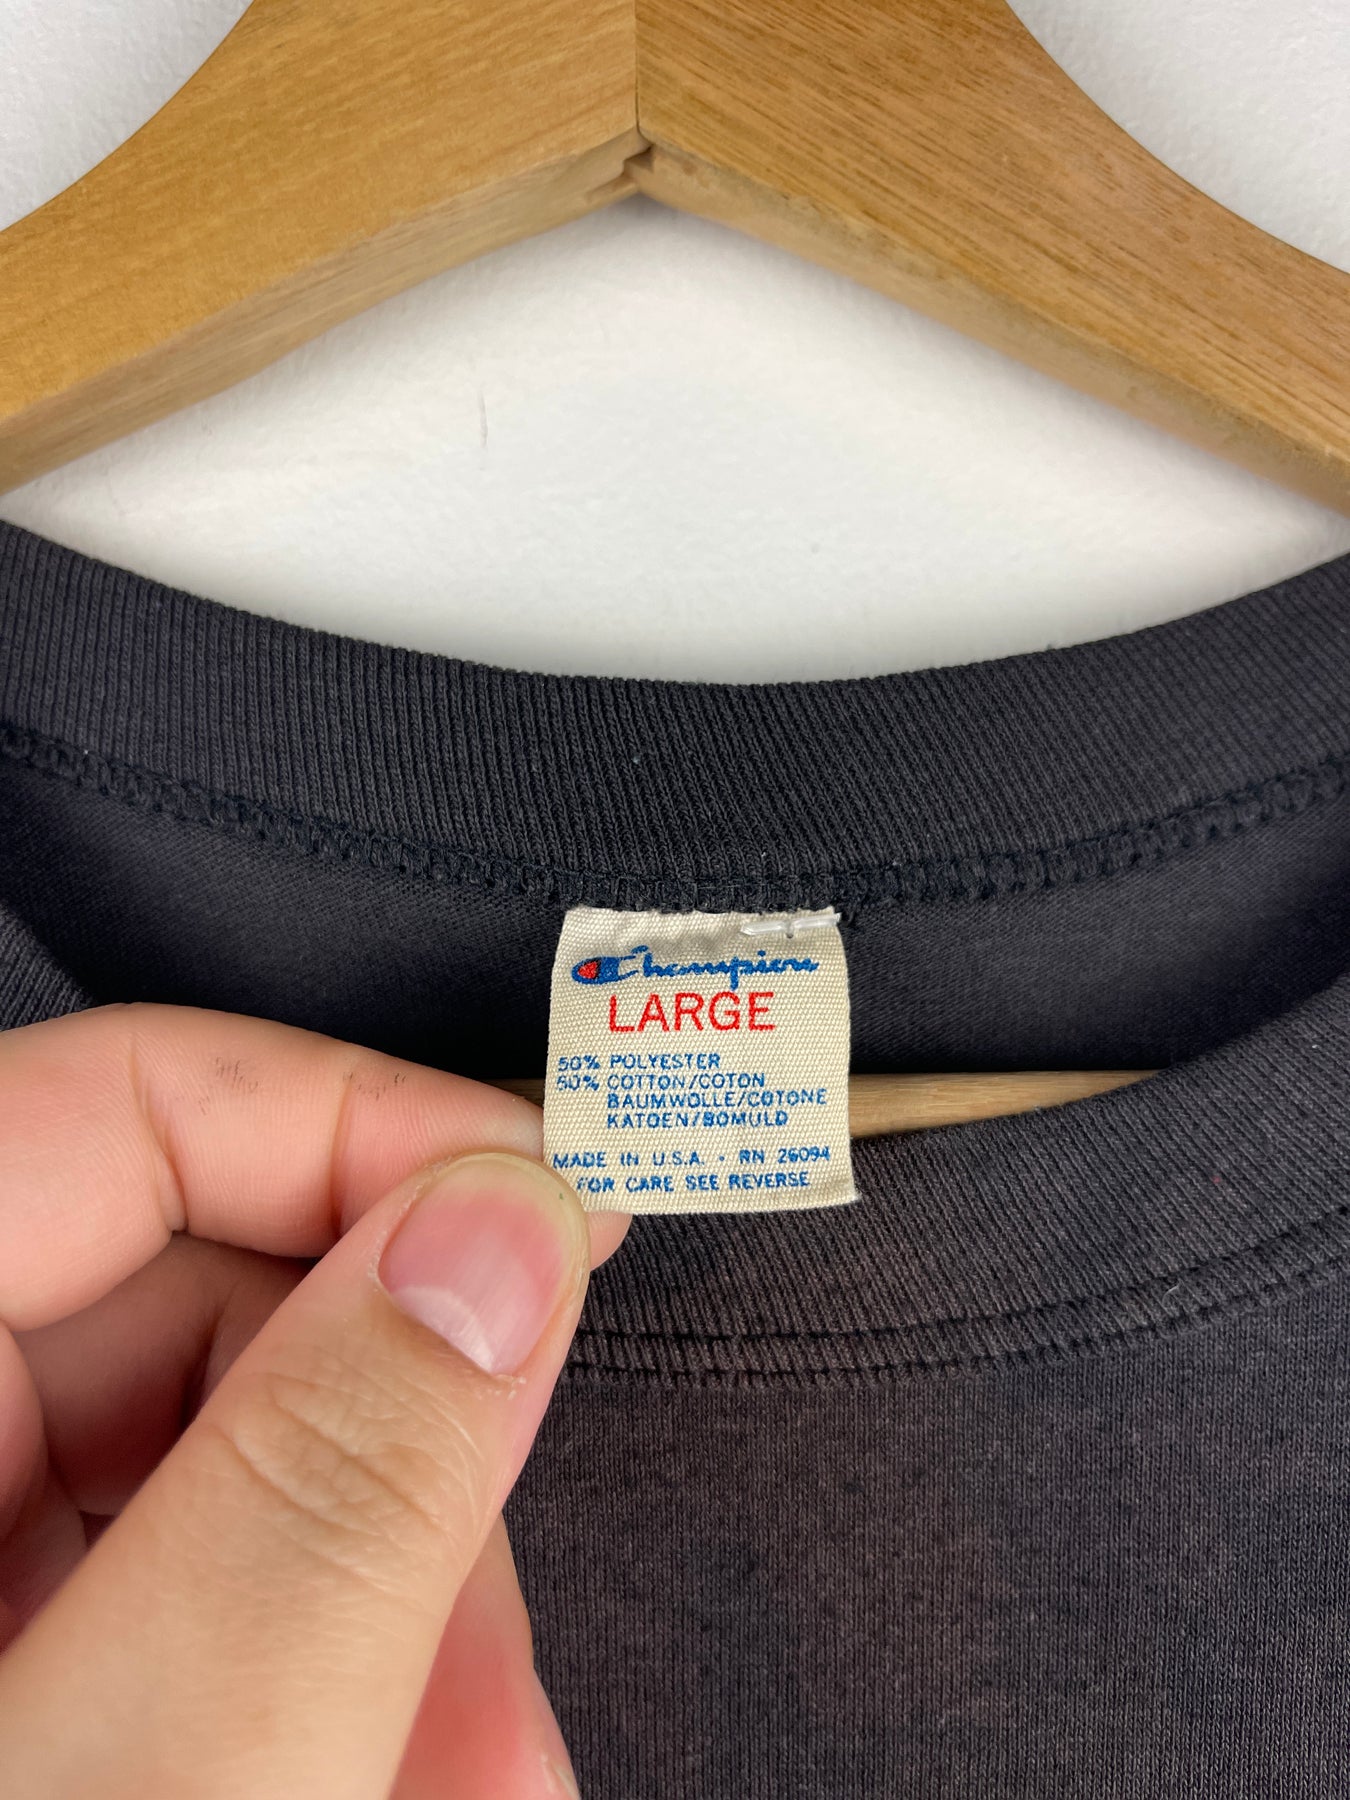 Champion
LARGE
50% POLYESTER
50% COTTON/COTON
BAUMWOLLE/COTONE
KATOEN/BOMULD
MADE IN U.S.A. • RN 26094
FOR CARE SEE REVERSE